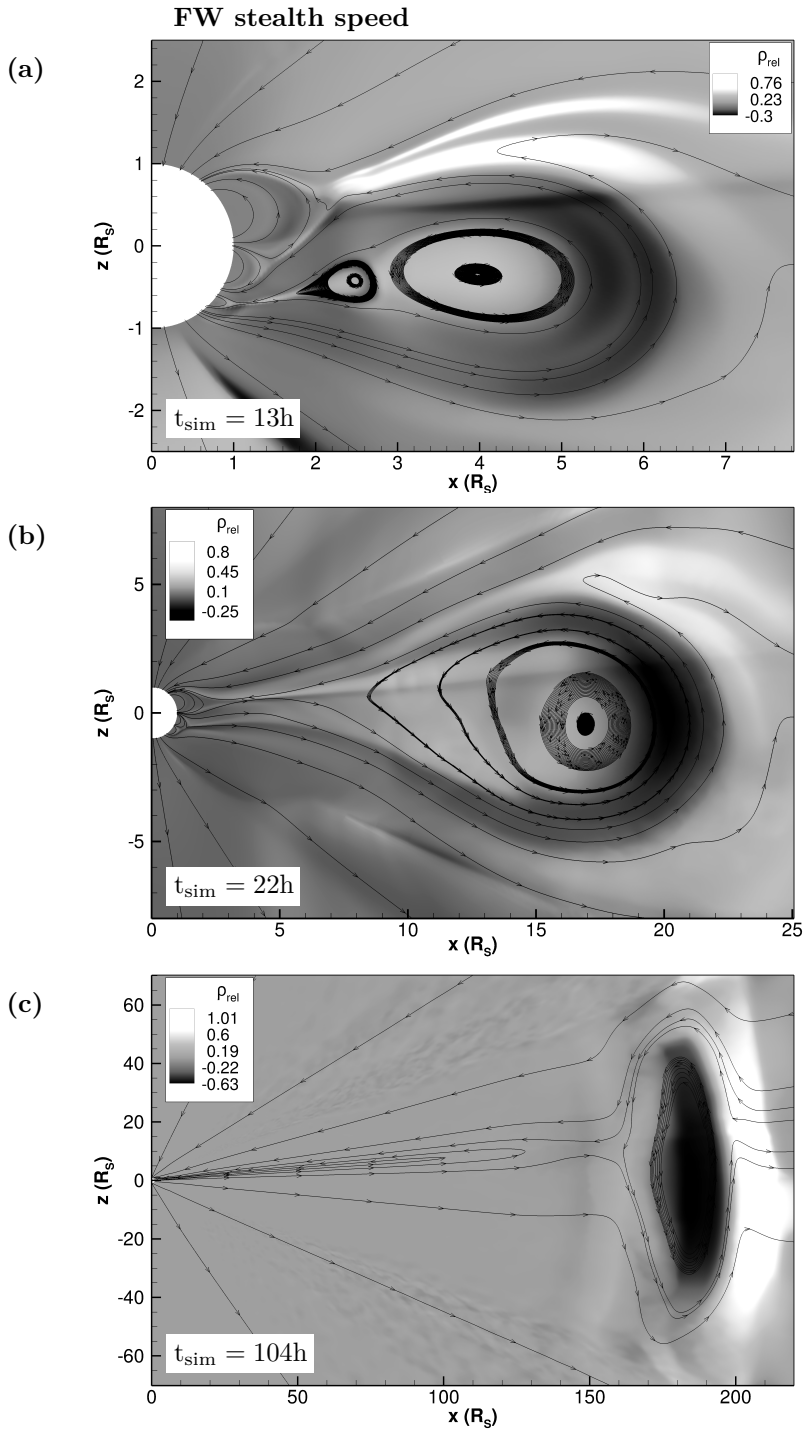 FW stealth speed
(a)
ρrel
0.76
0.23
-0.3
2
1
0
-1
-2
z (RS)
tsim = 13h
0 1 2 3 4 5 6 7
x (RS)
(b)
ρrel
0.8
0.45
0.1
-0.25
5
0
-5
z (RS)
tsim = 22h
0 5 10 15 20 25
x (RS)
(c)
ρrel
1.01
0.6
0.19
-0.22
-0.63
60
40
20
0
-20
-40
-60
z (RS)
tsim = 104h
0 50 100 150 200
x (RS)